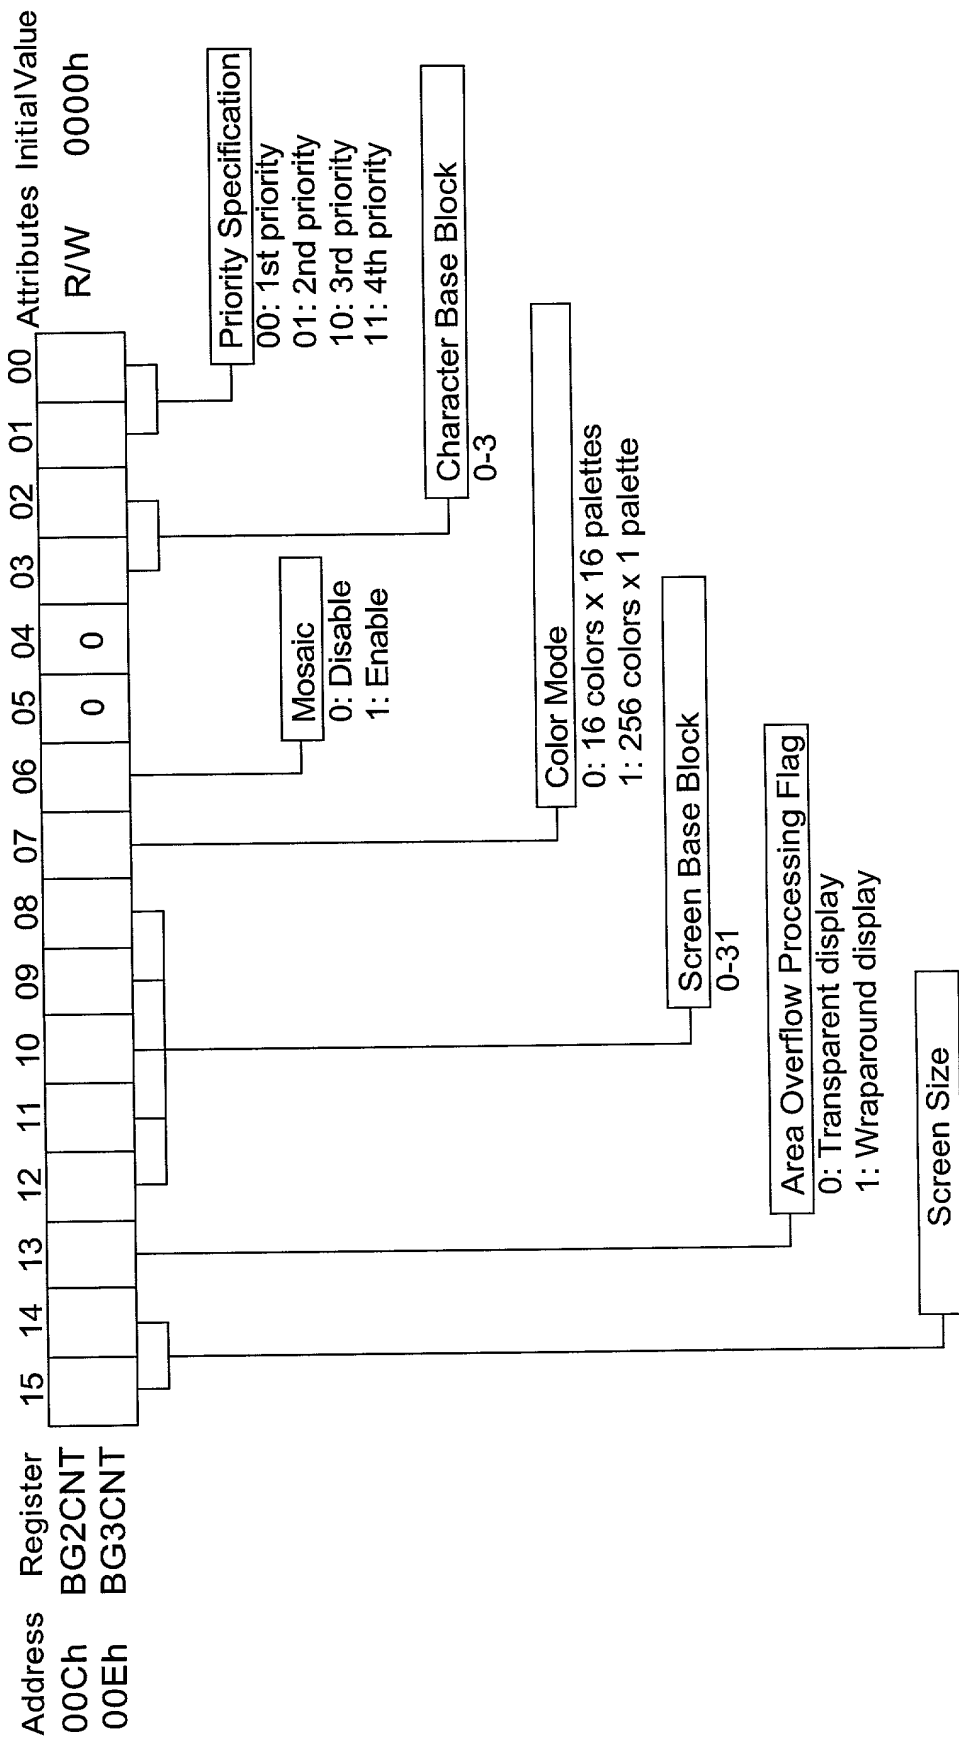 Address Register 15 14 13 12 11 10 09 08 07 06 05 04 03 02 01 00 Attributes Initial Value
00Ch BG2CNT 0 0 R/W 0000h
00Eh BG3CNT
Priority Specification
00: 1st priority
01: 2nd priority
10: 3rd priority
11: 4th priority
Mosaic
0: Disable
1: Enable
Character Base Block
0-3
Color Mode
0: 16 colors x 16 palettes
1: 256 colors x 1 palette
Screen Base Block
0-31
Area Overflow Processing Flag
0: Transparent display
1: Wraparound display
Screen Size